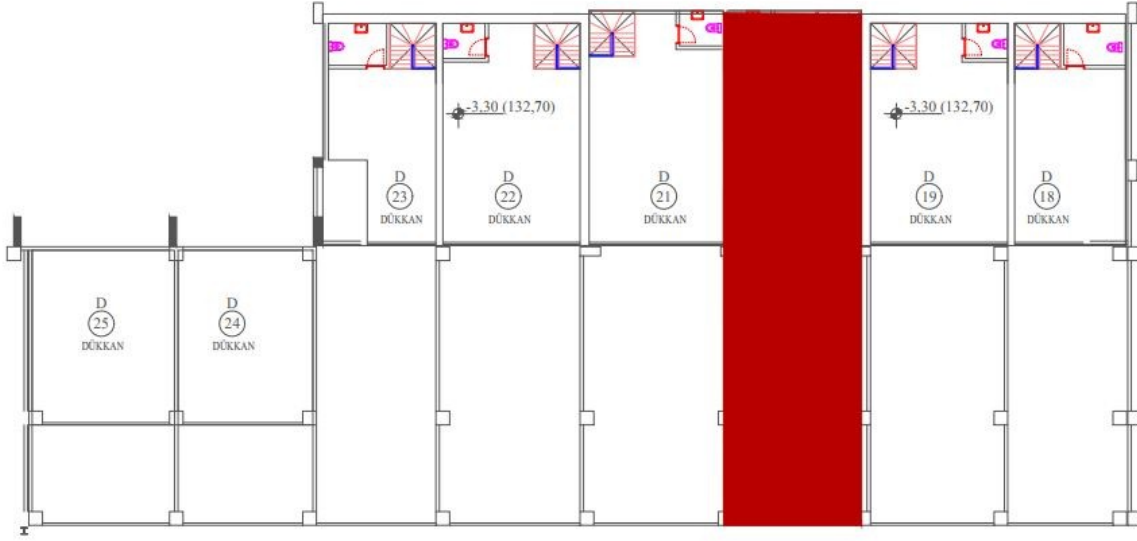 -3,30 (132,70)
-3,30 (132,70)
D
23
DÜKKAN
D
22
DÜKKAN
D
21
DÜKKAN
D
19
DÜKKAN
D
18
DÜKKAN
D
25
DÜKKAN
D
24
DÜKKAN